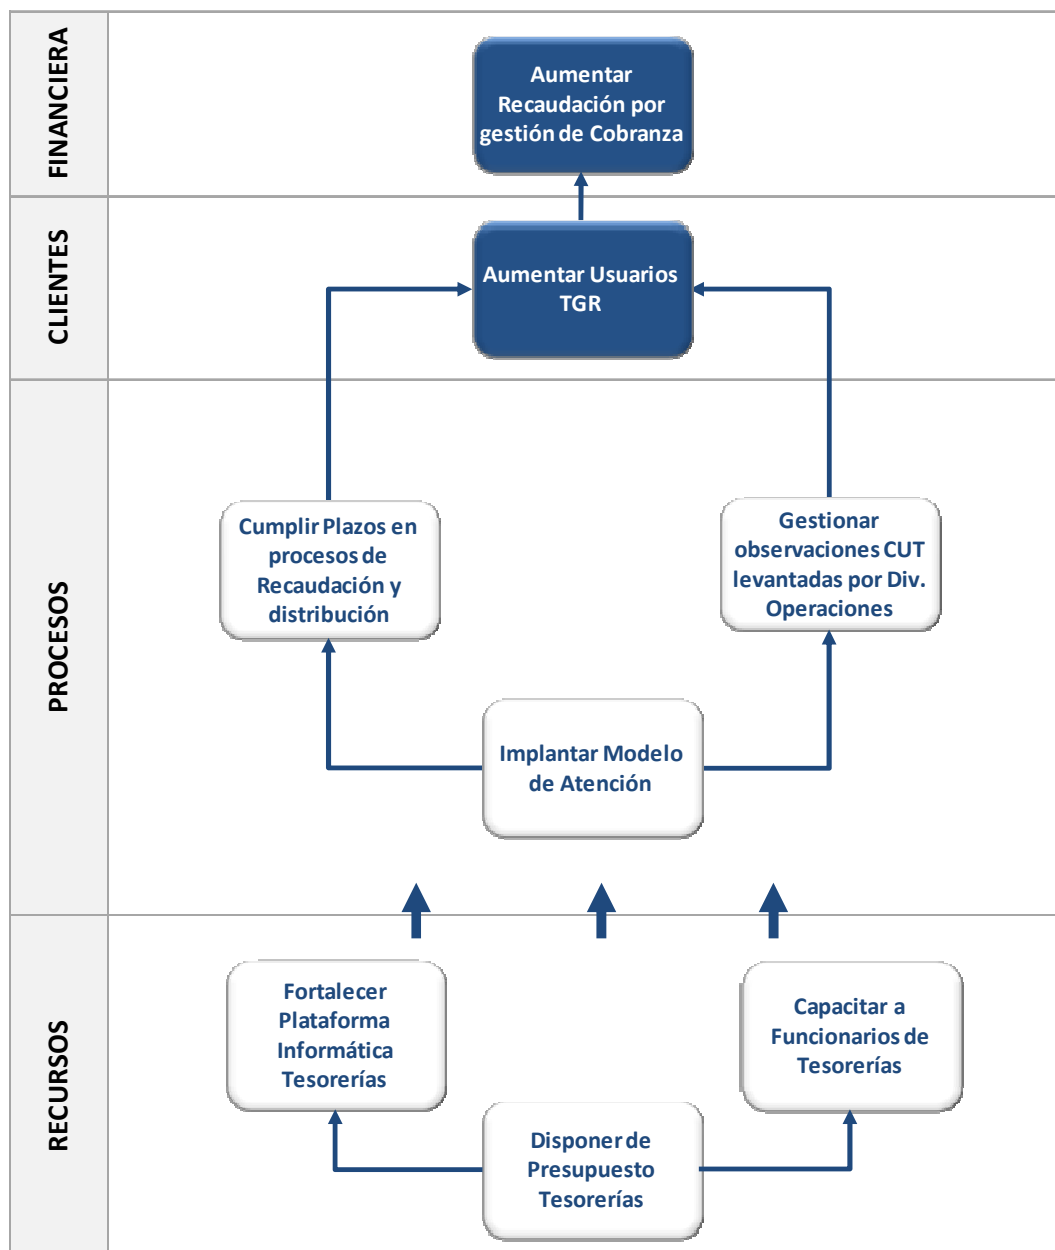 FINANCIERA
Aumentar
Recaudación por
gestión de Cobranza
CLIENTES
Aumentar Usuarios
TGR
PROCESOS
Cumplir Plazos en
procesos de
Recaudación y
distribución
Gestionar
observaciones CUT
levantadas por Div.
Operaciones
Implantar Modelo
de Atención
RECURSOS
Fortalecer
Plataforma
Informática
Tesorerías
Capacitar a
Funcionarios de
Tesorerías
Disponer de
Presupuesto
Tesorerías